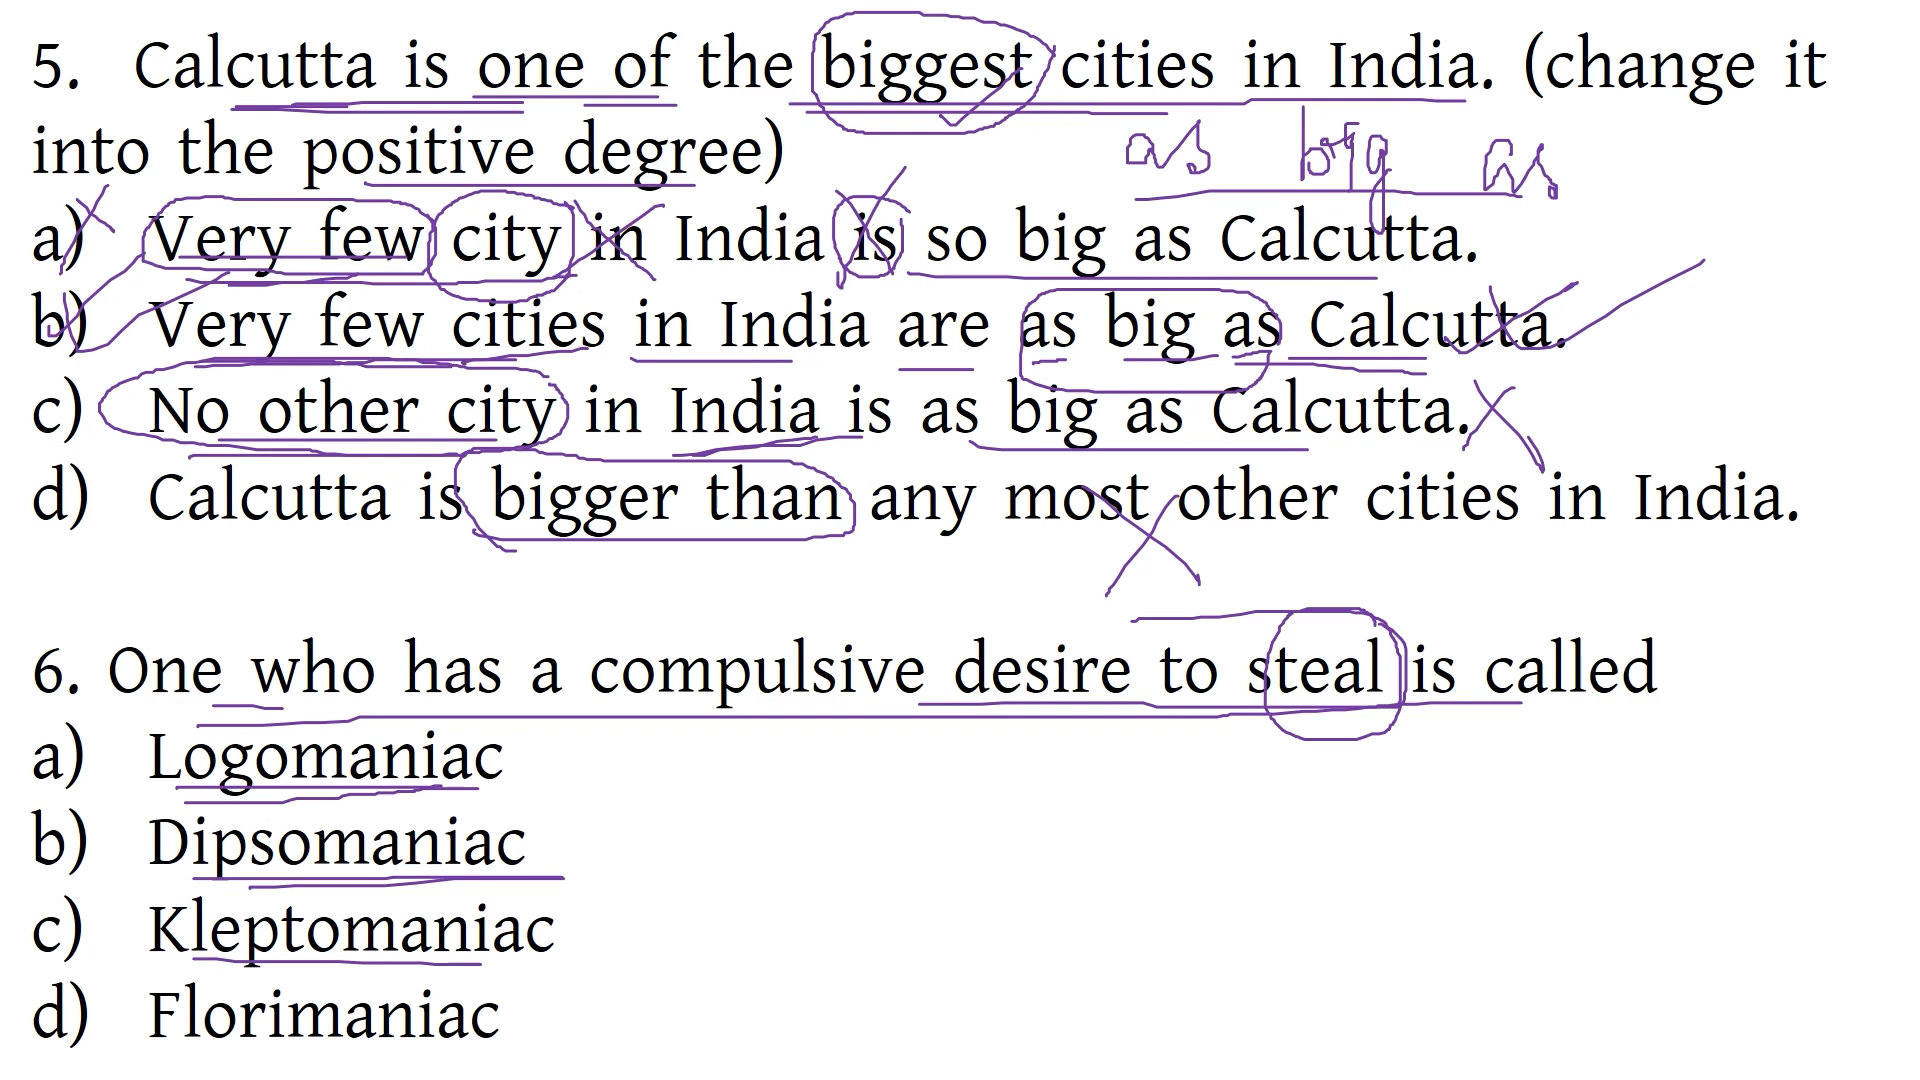 5. Calcutta is one of the biggest cities in India. (change it
into the positive degree)
as big as
a) Very few city in India is so big as Calcutta.
b) Very few cities in India are as big as Calcutta.
c) No other city in India is as big as Calcutta.
d) Calcutta is bigger than any most other cities in India.
6. One who has a compulsive desire to steal is called
a) Logomaniac
b) Dipsomaniac
c) Kleptomaniac
d) Florimaniac